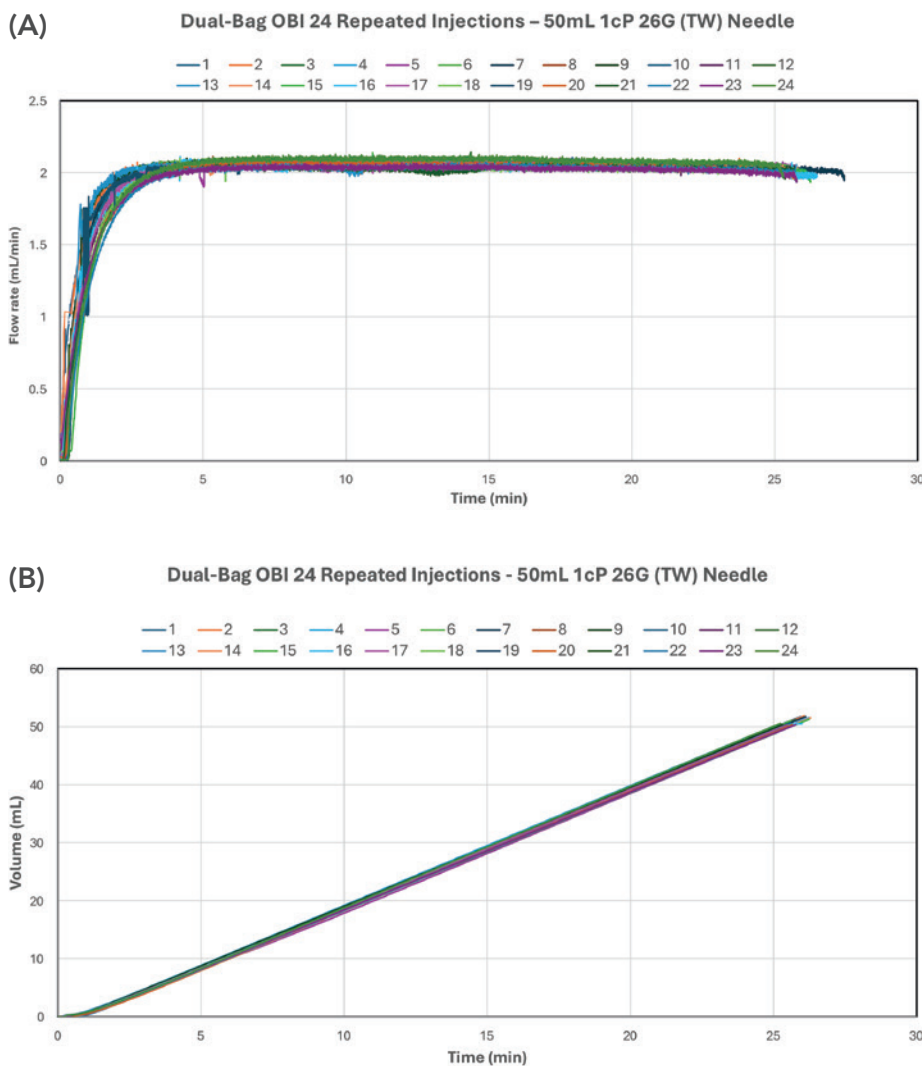 (A)
Dual-Bag OBI 24 Repeated Injections – 50mL 1cP 26G (TW) Needle
1 2 3 4 5 6 7 8 9 10 11 12
13 14 15 16 17 18 19 20 21 22 23 24
2.5
2
1.5
1
0.5
0
Flow rate (mL/min)
0 5 10 15 20 25 30
Time (min)
(B)
Dual-Bag OBI 24 Repeated Injections - 50mL 1cP 26G (TW) Needle
1 2 3 4 5 6 7 8 9 10 11 12
13 14 15 16 17 18 19 20 21 22 23 24
60
50
40
30
20
10
0
Volume (mL)
0 5 10 15 20 25 30
Time (min)